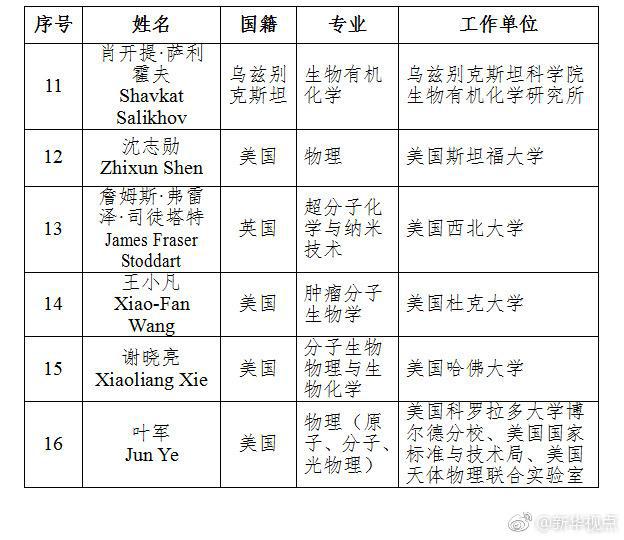 序号 姓名 国籍 专业 工作单位
11 肖开提·萨利 乌兹别 生物有机 乌兹别克斯坦科学院
霍夫 克斯坦 化学 生物有机化学研究所
Shavkat
Salikhov
12 沈志勋 美国 物理 美国斯坦福大学
Zhixun Shen
13 詹姆斯·弗雷 英国 超分子化 美国西北大学
泽·司徒塔特 学与纳米
James Fraser 技术
Stoddart
14 王小凡 美国 肿瘤分子 美国杜克大学
Xiao-Fan 生物学
Wang
15 谢晓亮 美国 分子生物 美国哈佛大学
Xiaoliang Xie 物理与生
物化学
16 叶军 美国 物理（原 美国科罗拉多大学博
Jun Ye 子、分子、 尔德分校、美国国家
光物理） 标准与技术局、美国
天体物理联合实验室
@新华视点